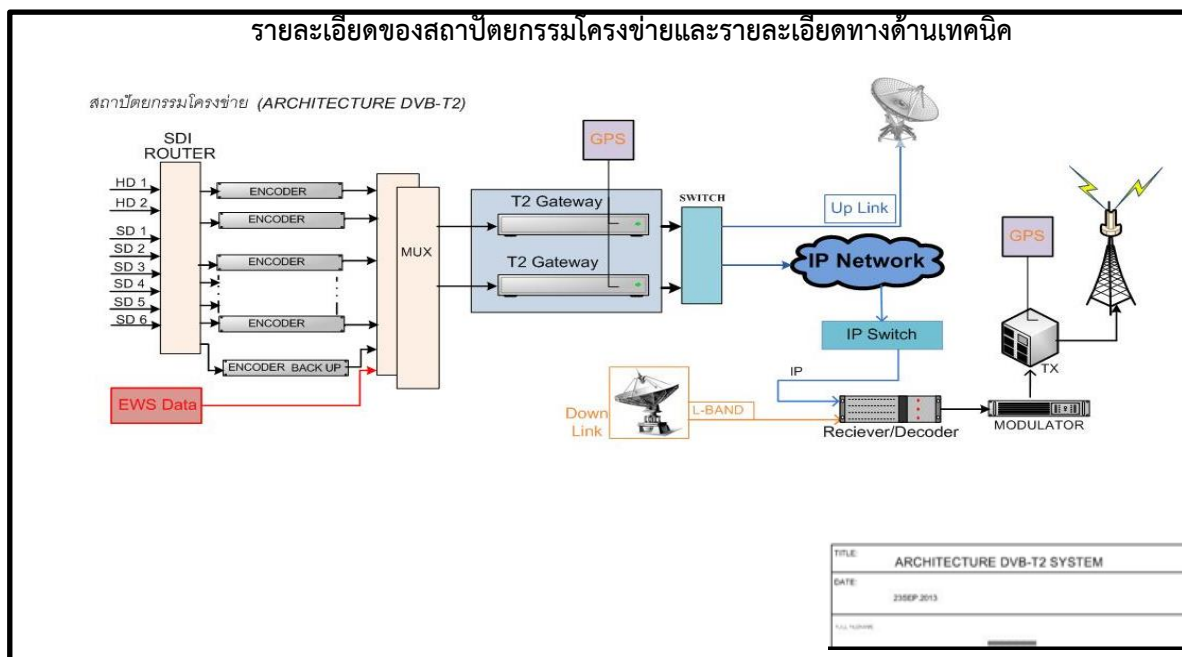 รายละเอียดของสถาปัตยกรรมโครงข่ายและรายละเอียดทางด้านเทคนิค
สถาปัตยกรรมโครงข่าย (ARCHITECTURE DVB-T2)
SDI
ROUTER
HD 1
HD 2
SD 1
SD 2
SD 3
SD 4
SD 5
SD 6
ENCODER
ENCODER
ENCODER
ENCODER
ENCODER BACK UP
EWS Data
MUX
GPS
T2 Gateway
T2 Gateway
SWITCH
Up Link
IP Network
IP Switch
IP
Down
Link
L-BAND
Reciever/Decoder
MODULATOR
TX
GPS
TITLE:
ARCHITECTURE DVB-T2 SYSTEM
DATE:
23SEP.2013